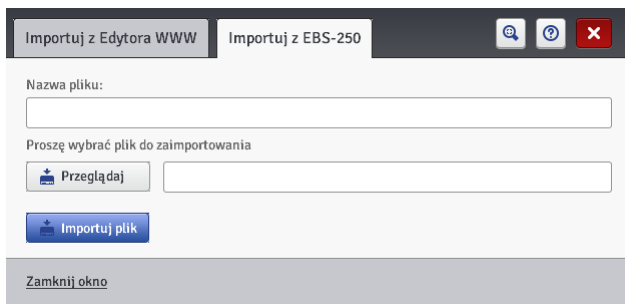 Importuj z Edytora WWW Importuj z EBS-250
Nazwa pliku:
Proszę wybrać plik do zaimportowania
Przeglądaj
Importuj plik
Zamknij okno